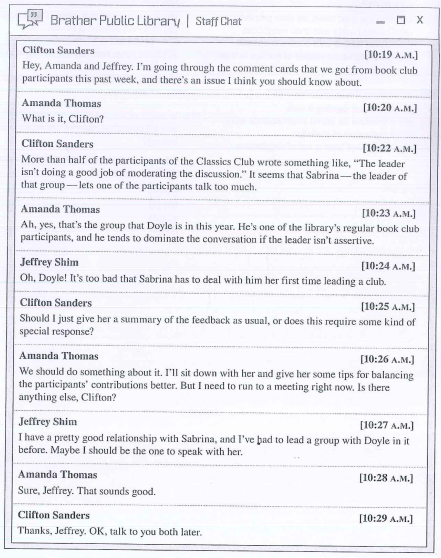 Brather Public Library | Staff Chat
Clifton Sanders [10:19 A.M.]
Hey, Amanda and Jeffrey. I'm going through the comment cards that we got from book club
participants this past week, and there's an issue I think you should know about.
Amanda Thomas [10:20 A.M.]
What is it, Clifton?
Clifton Sanders [10:22 A.M.]
More than half of the participants of the Classics Club wrote something like, "The leader
isn't doing a good job of moderating the discussion." It seems that Sabrina—the leader of
that group—lets one of the participants talk too much.
Amanda Thomas [10:23 A.M.]
Ah, yes, that's the group that Doyle is in this year. He's one of the library's regular book club
participants, and he tends to dominate the conversation if the leader isn't assertive.
Jeffrey Shim [10:24 A.M.]
Oh, Doyle! It's too bad that Sabrina has to deal with him her first time leading a club.
Clifton Sanders [10:25 A.M.]
Should I just give her a summary of the feedback as usual, or does this require some kind of
special response?
Amanda Thomas [10:26 A.M.]
We should do something about it. I'll sit down with her and give her some tips for balancing
the participants' contributions better. But I need to run to a meeting right now. Is there
anything else, Clifton?
Jeffrey Shim [10:27 A.M.]
I have a pretty good relationship with Sabrina, and I've had to lead a group with Doyle in it
before. Maybe I should be the one to speak with her.
Amanda Thomas [10:28 A.M.]
Sure, Jeffrey. That sounds good.
Clifton Sanders [10:29 A.M.]
Thanks, Jeffrey. OK, talk to you both later.